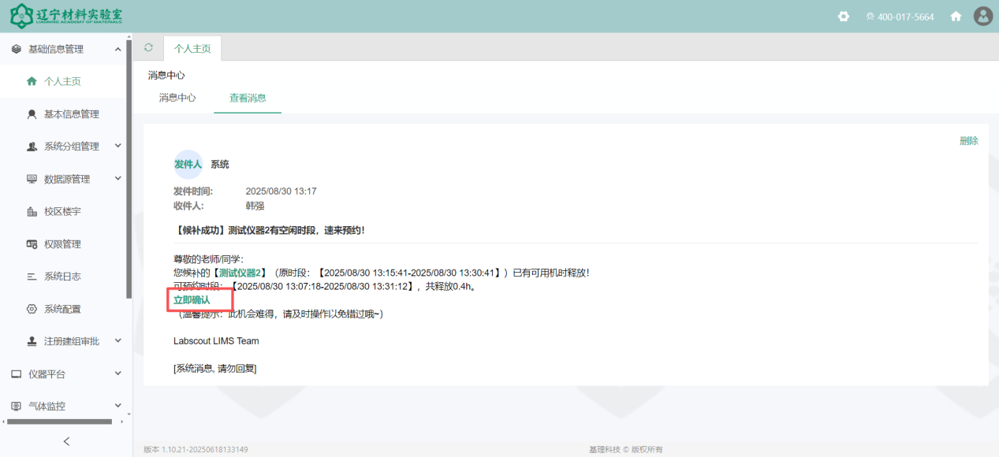 辽宁材料实验室
LIAONING ACADEMY OF MATERIALS
400-017-5664
基础信息管理
个人主页
基本信息管理
系统分组管理
数据源管理
校区楼宇
权限管理
系统日志
系统配置
注册建组审批
仪器平台
气体监控
个人主页
消息中心
消息中心
查看消息
删除
发件人 系统
发件时间: 2025/08/30 13:17
收件人: 韩强
【候补成功】测试仪器2有空闲时段，速来预约！
尊敬的老师/同学：
您候补的【测试仪器2】（原时段：【2025/08/30 13:15:41-2025/08/30 13:30:41】）已有可用机时释放！
可预约时段：【2025/08/30 13:07:18-2025/08/30 13:31:12】，共释放0.4h。
立即确认
（温馨提示：此机会难得，请及时操作以免错过哦~）
Labscout LIMS Team
[系统消息, 请勿回复]
版本 1.10.21-20250618133149
基理科技 © 版权所有